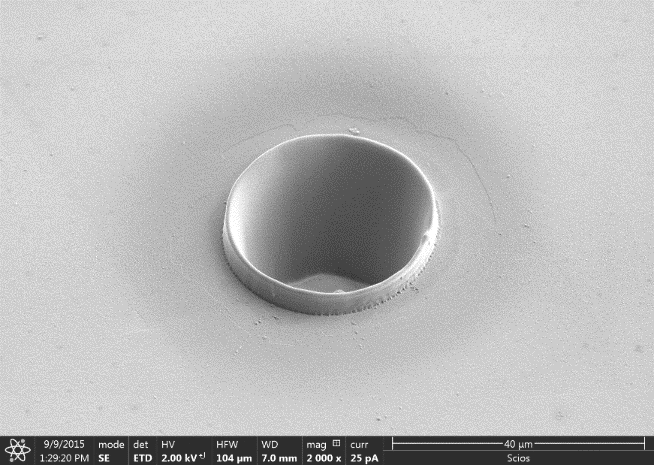 9/9/2015 mode det HV HFW WD mag curr 40 µm
1:29:20 PM SE ETD 2.00 kV 104 µm 7.0 mm 2 000 x 25 pA Scios